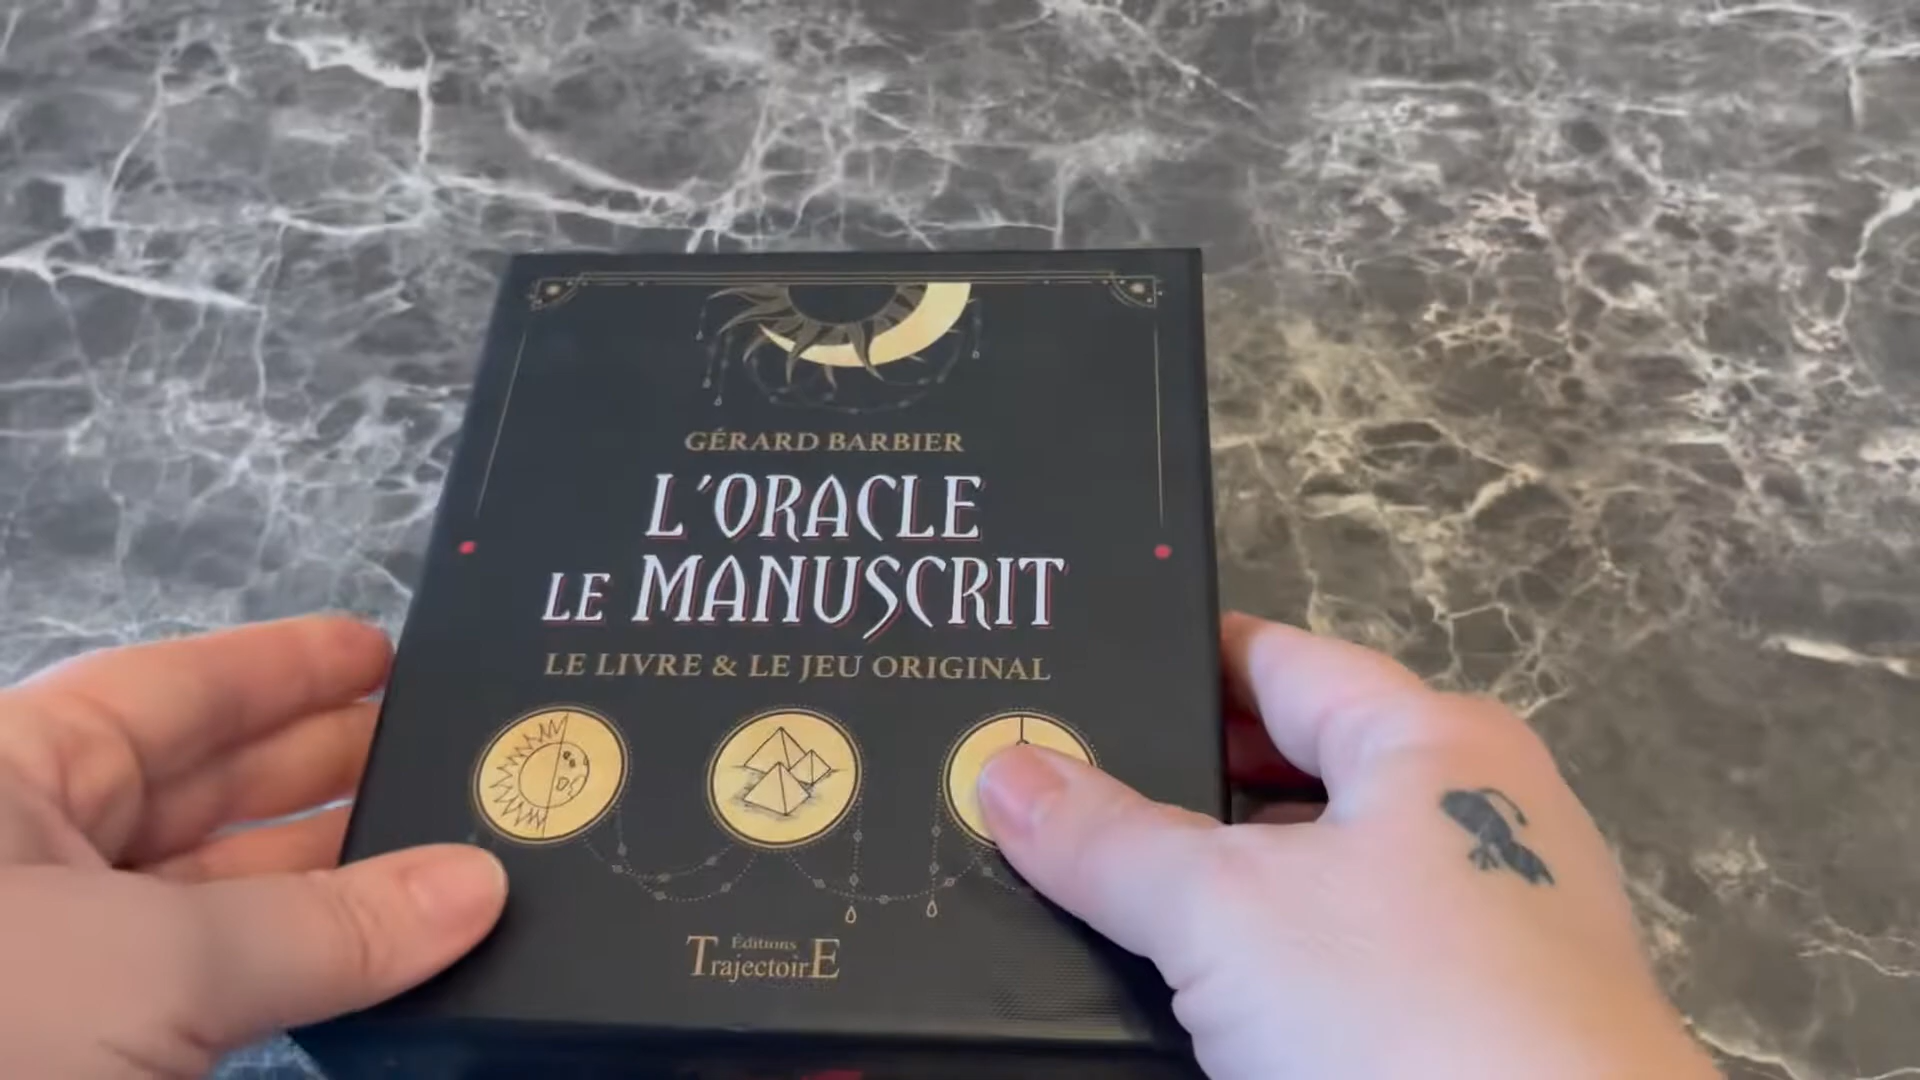 GÉRARD BARBIER
L'ORACLE
LE MANUSCRIT
LE LIVRE & LE JEU ORIGINAL
Éditions
TrajectoirE